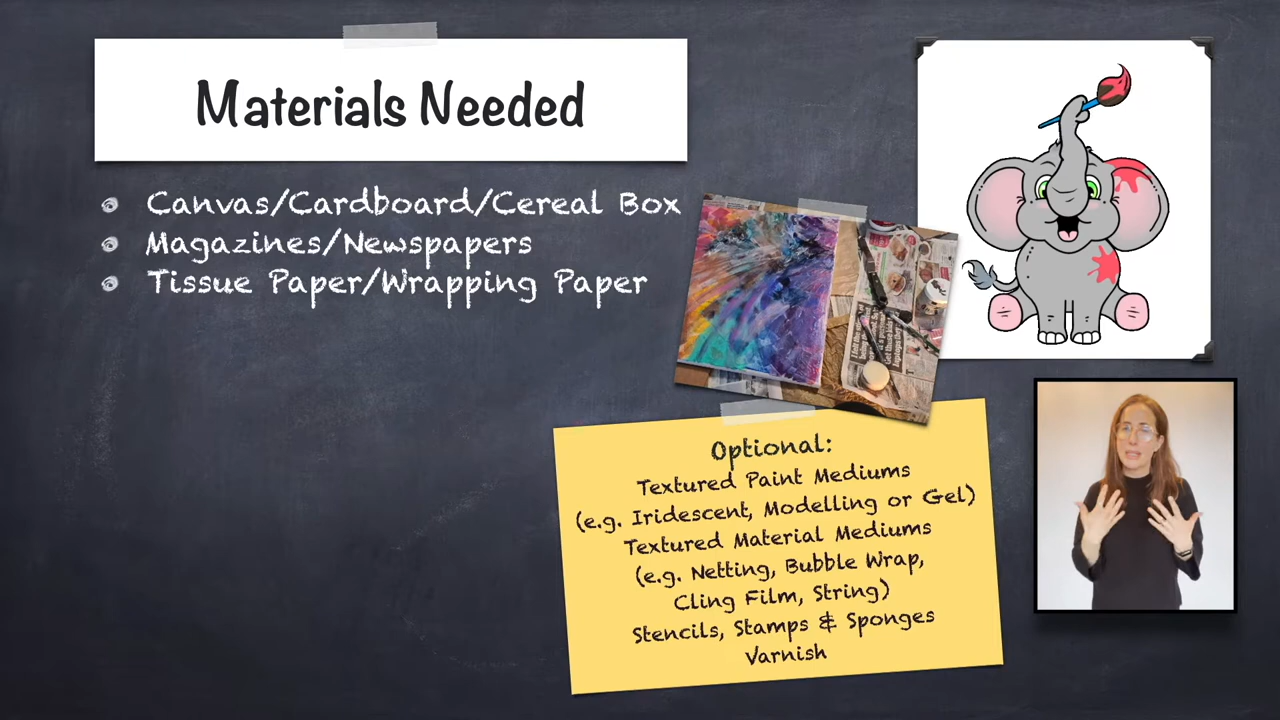 Materials Needed
Canvas/Cardboard/Cereal Box
Magazines/Newspapers
Tissue Paper/Wrapping Paper
Optional:
Textured Paint Mediums
(e.g. Iridescent, Modelling or Gel)
Textured Material Mediums
(e.g. Netting, Bubble Wrap,
Cling Film, String)
Stencils, Stamps & Sponges
Varnish